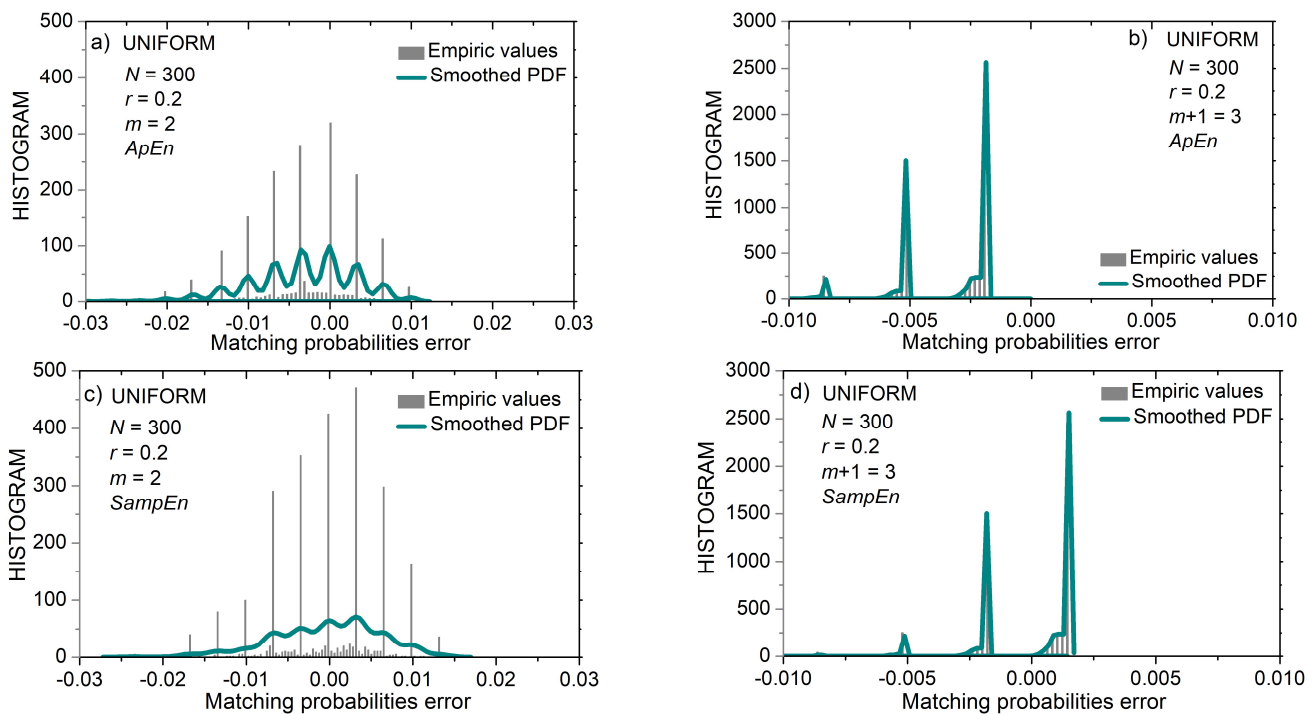 a) UNIFORM
N = 300
r = 0.2
m = 2
ApEn
Empiric values
Smoothed PDF
HISTOGRAM
500
400
300
200
100
0
-0.03 -0.02 -0.01 0.00 0.01 0.02 0.03
Matching probabilities error
b) UNIFORM
N = 300
r = 0.2
m+1 = 3
ApEn
Empiric values
Smoothed PDF
HISTOGRAM
3000
2500
2000
1500
1000
500
0
-0.010 -0.005 0.000 0.005 0.010
Matching probabilities error
c) UNIFORM
N = 300
r = 0.2
m = 2
SampEn
Empiric values
Smoothed PDF
HISTOGRAM
500
400
300
200
100
0
-0.03 -0.02 -0.01 0.00 0.01 0.02 0.03
Matching probabilities error
d) UNIFORM
N = 300
r = 0.2
m+1 = 3
SampEn
Empiric values
Smoothed PDF
HISTOGRAM
3000
2500
2000
1500
1000
500
0
-0.010 -0.005 0.000 0.005 0.010
Matching probabilities error